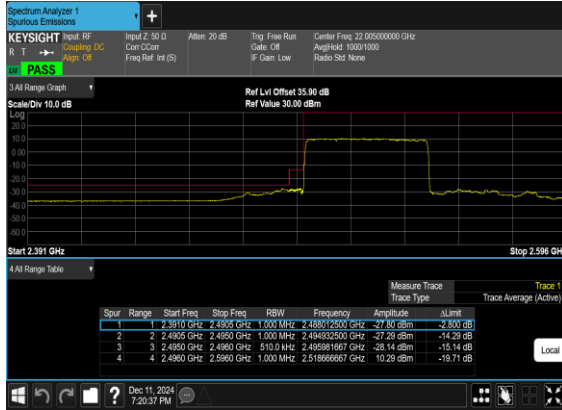 Spectrum Analyzer 1
Spurious Emissions
+
KEYSIGHT Input: RF Input Z: 50 Ω Atten: 20 dB Trig: Free Run Center Freq: 22.005000000 GHz
R T Coupling: DC Corr CCorr Gate: Off Avg|Hold: 1000/1000
Align: Off Freq Ref: Int (S) IF Gain: Low Radio Std: None
PASS
3 All Range Graph Ref Lvl Offset 35.90 dB
Scale/Div 10.0 dB Ref Value 30.00 dBm
Log
20.0
10.0
0.00
-10.0
-20.0
-30.0
-40.0
-50.0
-60.0
Start 2.391 GHz Stop 2.596 GH
4 All Range Table
Measure Trace Trace 1
Trace Type Trace Average (Active)
Spur Range Start Freq Stop Freq RBW Frequency Amplitude ΔLimit
1 1 2.3910 GHz 2.4905 GHz 1.000 MHz 2.488012500 GHz -27.80 dBm -2.800 dB
2 2 2.4905 GHz 2.4950 GHz 1.000 MHz 2.494932500 GHz -27.29 dBm -14.29 dB
3 3 2.4950 GHz 2.4960 GHz 510.0 kHz 2.495981667 GHz -28.14 dBm -15.14 dB
4 4 2.4960 GHz 2.5960 GHz 1.000 MHz 2.518666667 GHz 10.29 dBm -19.71 dB
Local
? Dec 11, 2024
7:20:37 PM